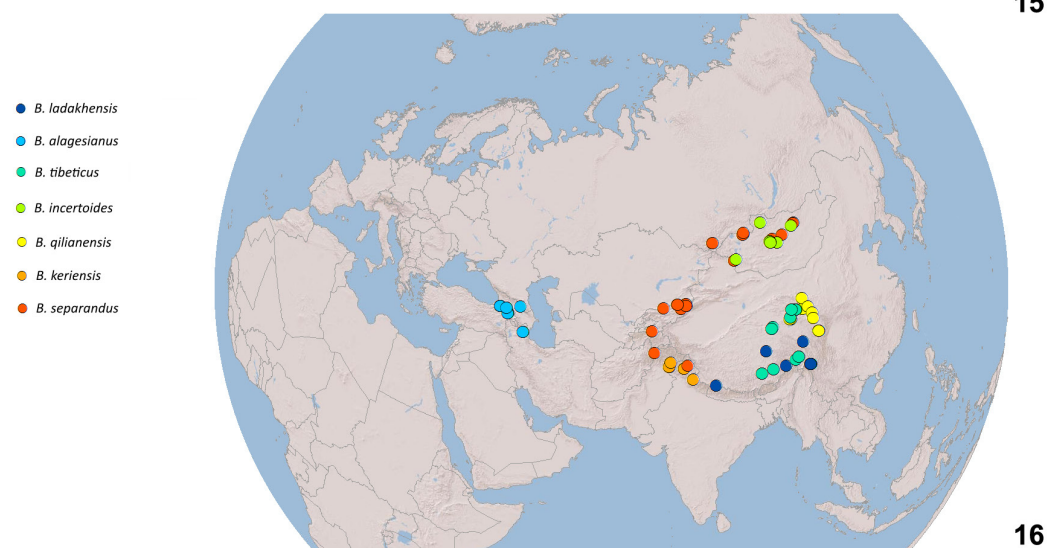 15
B. ladakhensis
B. alagesianus
B. tibeticus
B. incertoides
B. qilianensis
B. keriensis
B. separandus
16